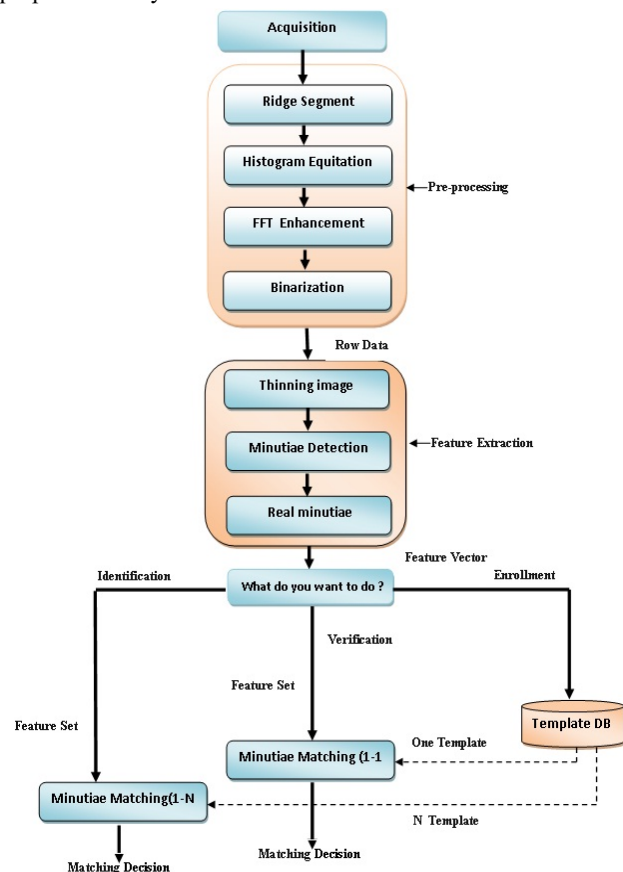 Acquisition
Ridge Segment
Histogram Equitation
Pre-processing
FFT Enhancement
Binarization
Row Data
Thinning image
Minutiae Detection
Feature Extraction
Real minutiae
Feature Vector
Identification
What do you want to do ?
Enrollment
Verification
Feature Set
Feature Set
Template DB
One Template
Minutiae Matching (1-1
Minutiae Matching(1-N
N Template
Matching Decision
Matching Decision